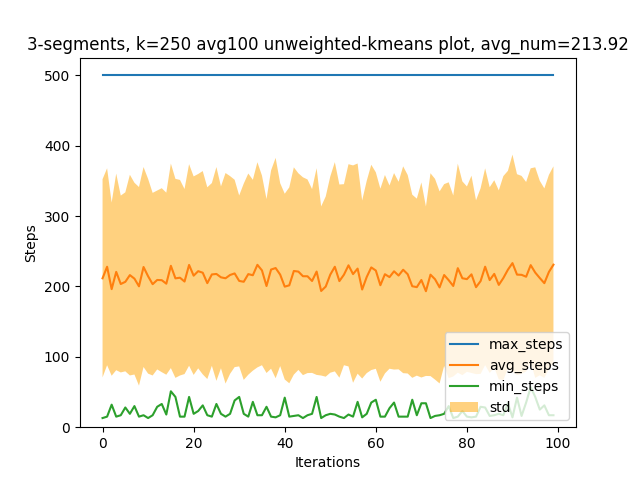 3-segments, k=250 avg100 unweighted-kmeans plot, avg_num=213.92
500
400
300
200
100
0
Steps
max_steps
avg_steps
min_steps
std
0 20 40 60 80 100
Iterations